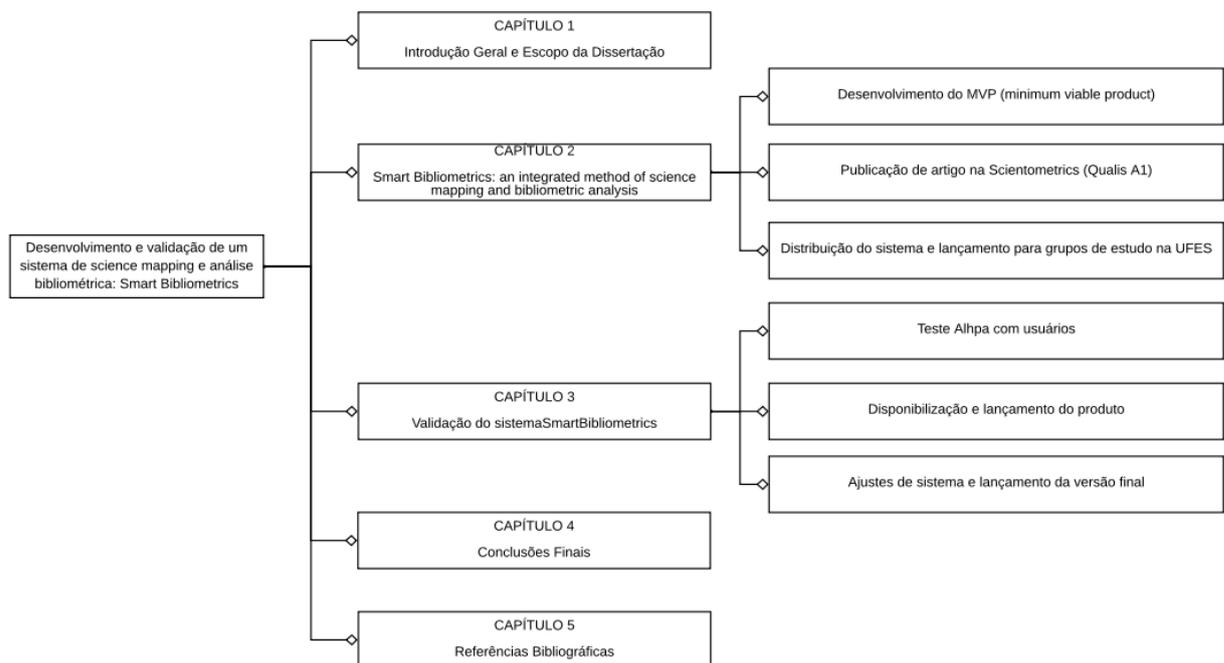 Desenvolvimento e validação de um
sistema de science mapping e análise
bibliométrica: Smart Bibliometrics
CAPÍTULO 1
Introdução Geral e Escopo da Dissertação
CAPÍTULO 2
Smart Bibliometrics: an integrated method of science
mapping and bibliometric analysis
Desenvolvimento do MVP (minimum viable product)
Publicação de artigo na Scientometrics (Qualis A1)
Distribuição do sistema e lançamento para grupos de estudo na UFES
CAPÍTULO 3
Validação do sistemaSmartBibliometrics
Teste Alhpa com usuários
Disponibilização e lançamento do produto
Ajustes de sistema e lançamento da versão final
CAPÍTULO 4
Conclusões Finais
CAPÍTULO 5
Referências Bibliográficas